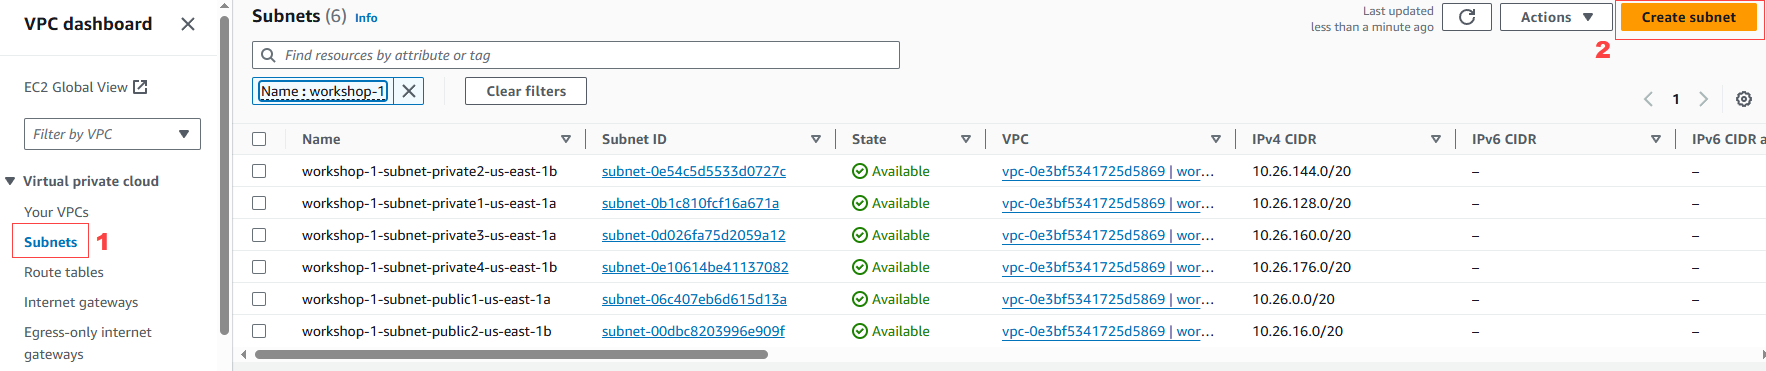 VPC dashboard
EC2 Global View
Filter by VPC
Virtual private cloud
Your VPCs
Subnets 1
Route tables
Internet gateways
Egress-only internet
gateways
Subnets (6) Info
Last updated
less than a minute ago
Actions
Create subnet
2
Find resources by attribute or tag
Name : workshop-1
Clear filters
1
Name Subnet ID State VPC IPv4 CIDR IPv6 CIDR IPv6 CIDR a
workshop-1-subnet-private2-us-east-1b subnet-0e54c5d5533d0727c Available vpc-0e3bf5341725d5869 | wor... 10.26.144.0/20 – –
workshop-1-subnet-private1-us-east-1a subnet-0b1c810fcf16a671a Available vpc-0e3bf5341725d5869 | wor... 10.26.128.0/20 – –
workshop-1-subnet-private3-us-east-1a subnet-0d026fa75d2059a12 Available vpc-0e3bf5341725d5869 | wor... 10.26.160.0/20 – –
workshop-1-subnet-private4-us-east-1b subnet-0e10614be41137082 Available vpc-0e3bf5341725d5869 | wor... 10.26.176.0/20 – –
workshop-1-subnet-public1-us-east-1a subnet-06c407eb6d615d13a Available vpc-0e3bf5341725d5869 | wor... 10.26.0.0/20 – –
workshop-1-subnet-public2-us-east-1b subnet-00dbc8203996e909f Available vpc-0e3bf5341725d5869 | wor... 10.26.16.0/20 – –